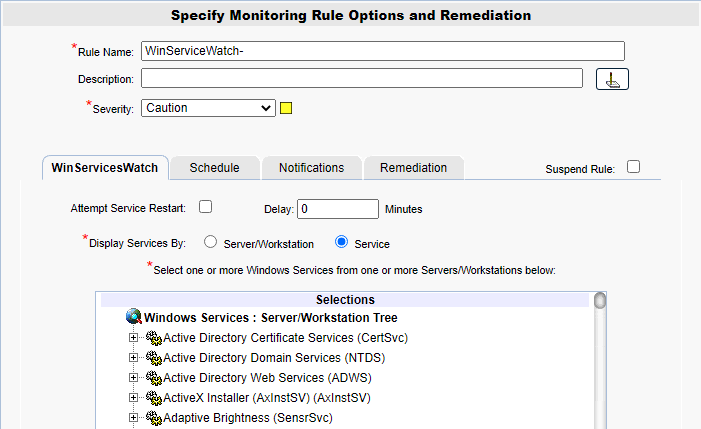 Specify Monitoring Rule Options and Remediation
*Rule Name: WinServiceWatch-
Description:
*Severity: Caution
WinServicesWatch Schedule Notifications Remediation Suspend Rule:
Attempt Service Restart: Delay: 0 Minutes
*Display Services By: Server/Workstation Service
*Select one or more Windows Services from one or more Servers/Workstations below:
Selections
Windows Services : Server/Workstation Tree
Active Directory Certificate Services (CertSvc)
Active Directory Domain Services (NTDS)
Active Directory Web Services (ADWS)
ActiveX Installer (AxInstSV) (AxInstSV)
Adaptive Brightness (SensrSvc)